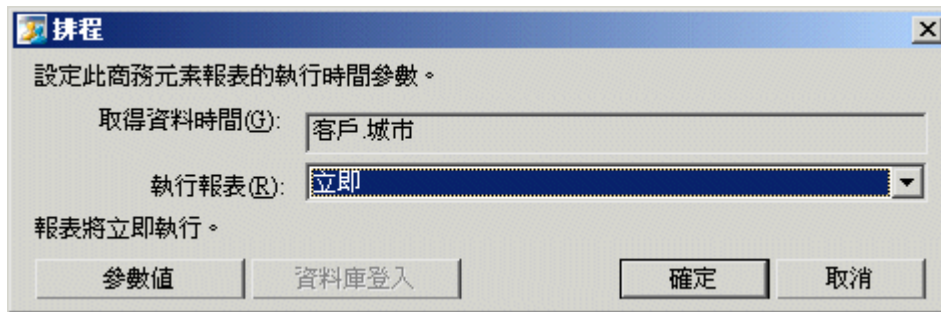 排程
設定此商務元素報表的執行時間參數。
取得資料時間(G): 客戶.城市
執行報表(R): 立即
報表將立即執行。
參數值 資料庫登入 確定 取消